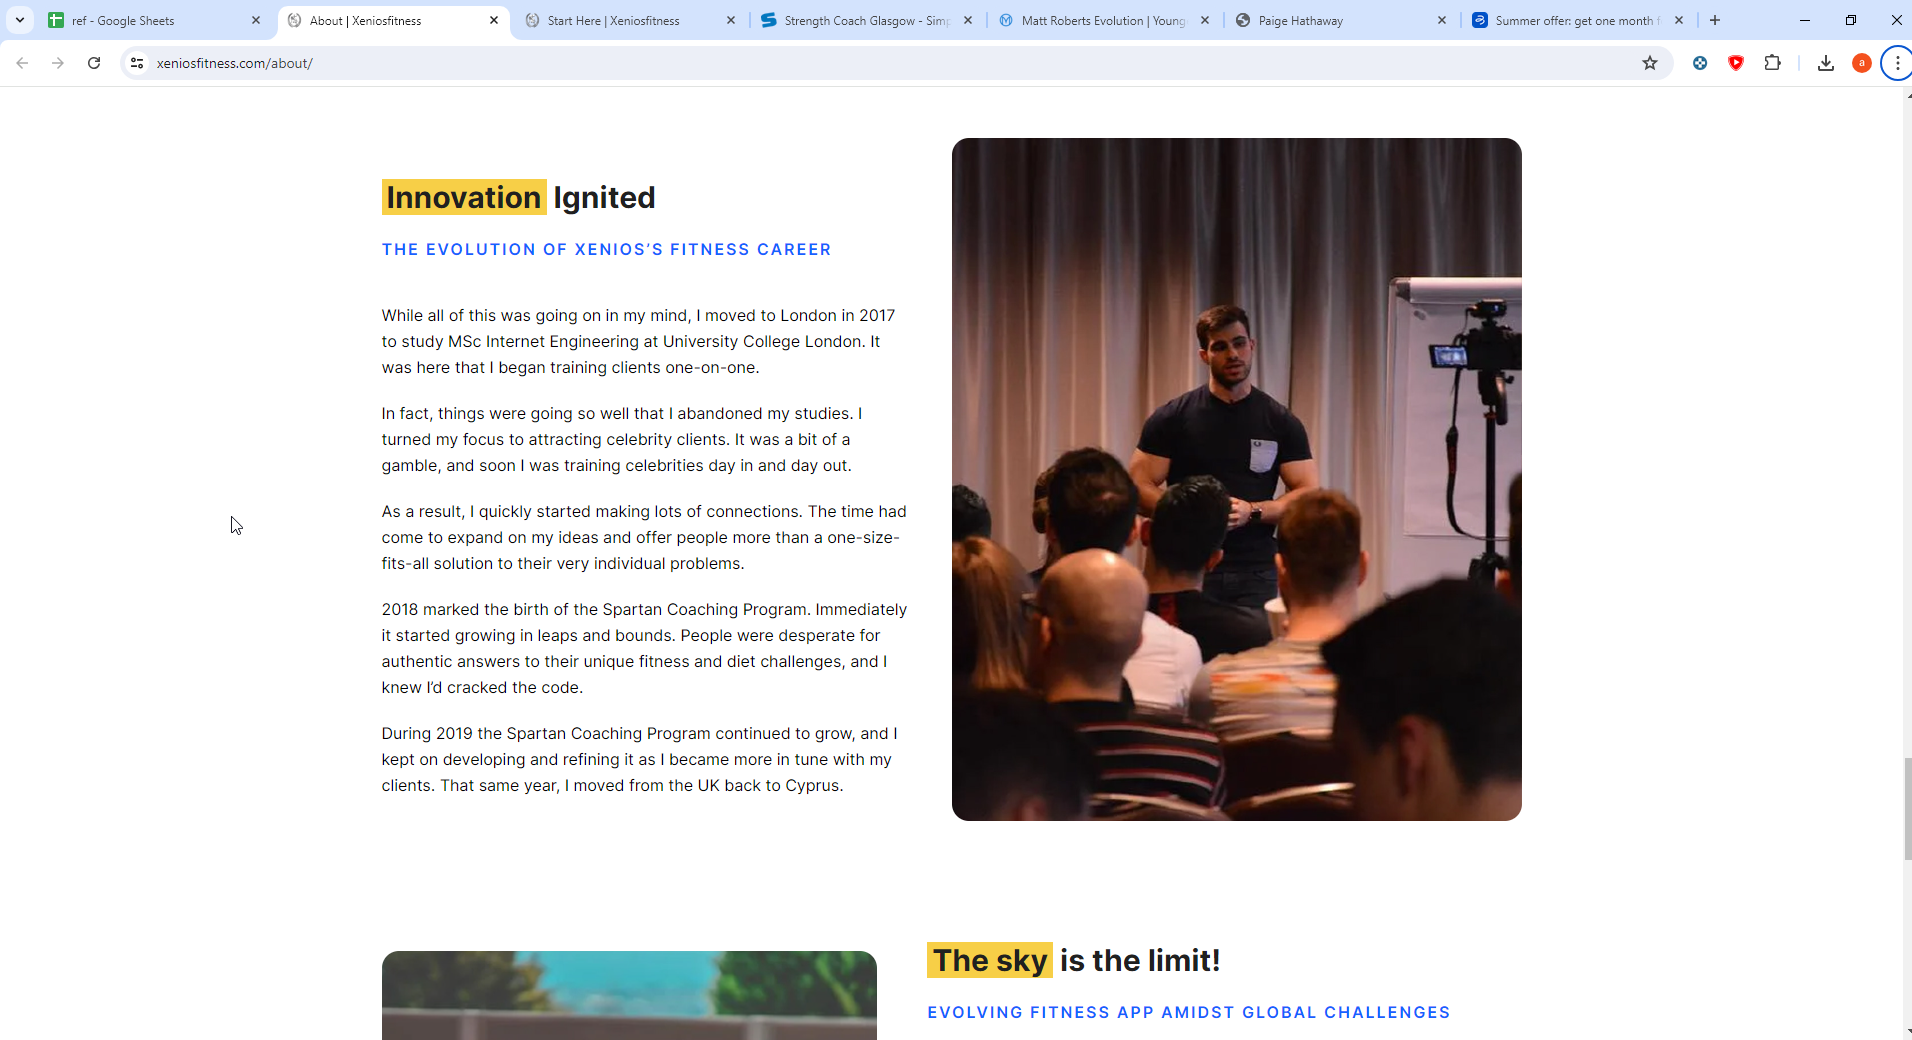 ref - Google Sheets
About | Xeniosfitness
Start Here | Xeniosfitness
Strength Coach Glasgow - Simp
Matt Roberts Evolution | Young
Paige Hathaway
Summer offer: get one month f
xeniosfitness.com/about/
a
Innovation Ignited
THE EVOLUTION OF XENIOS’S FITNESS CAREER
While all of this was going on in my mind, I moved to London in 2017
to study MSc Internet Engineering at University College London. It
was here that I began training clients one-on-one.
In fact, things were going so well that I abandoned my studies. I
turned my focus to attracting celebrity clients. It was a bit of a
gamble, and soon I was training celebrities day in and day out.
As a result, I quickly started making lots of connections. The time had
come to expand on my ideas and offer people more than a one-size-
fits-all solution to their very individual problems.
2018 marked the birth of the Spartan Coaching Program. Immediately
it started growing in leaps and bounds. People were desperate for
authentic answers to their unique fitness and diet challenges, and I
knew I’d cracked the code.
During 2019 the Spartan Coaching Program continued to grow, and I
kept on developing and refining it as I became more in tune with my
clients. That same year, I moved from the UK back to Cyprus.
The sky is the limit!
EVOLVING FITNESS APP AMIDST GLOBAL CHALLENGES